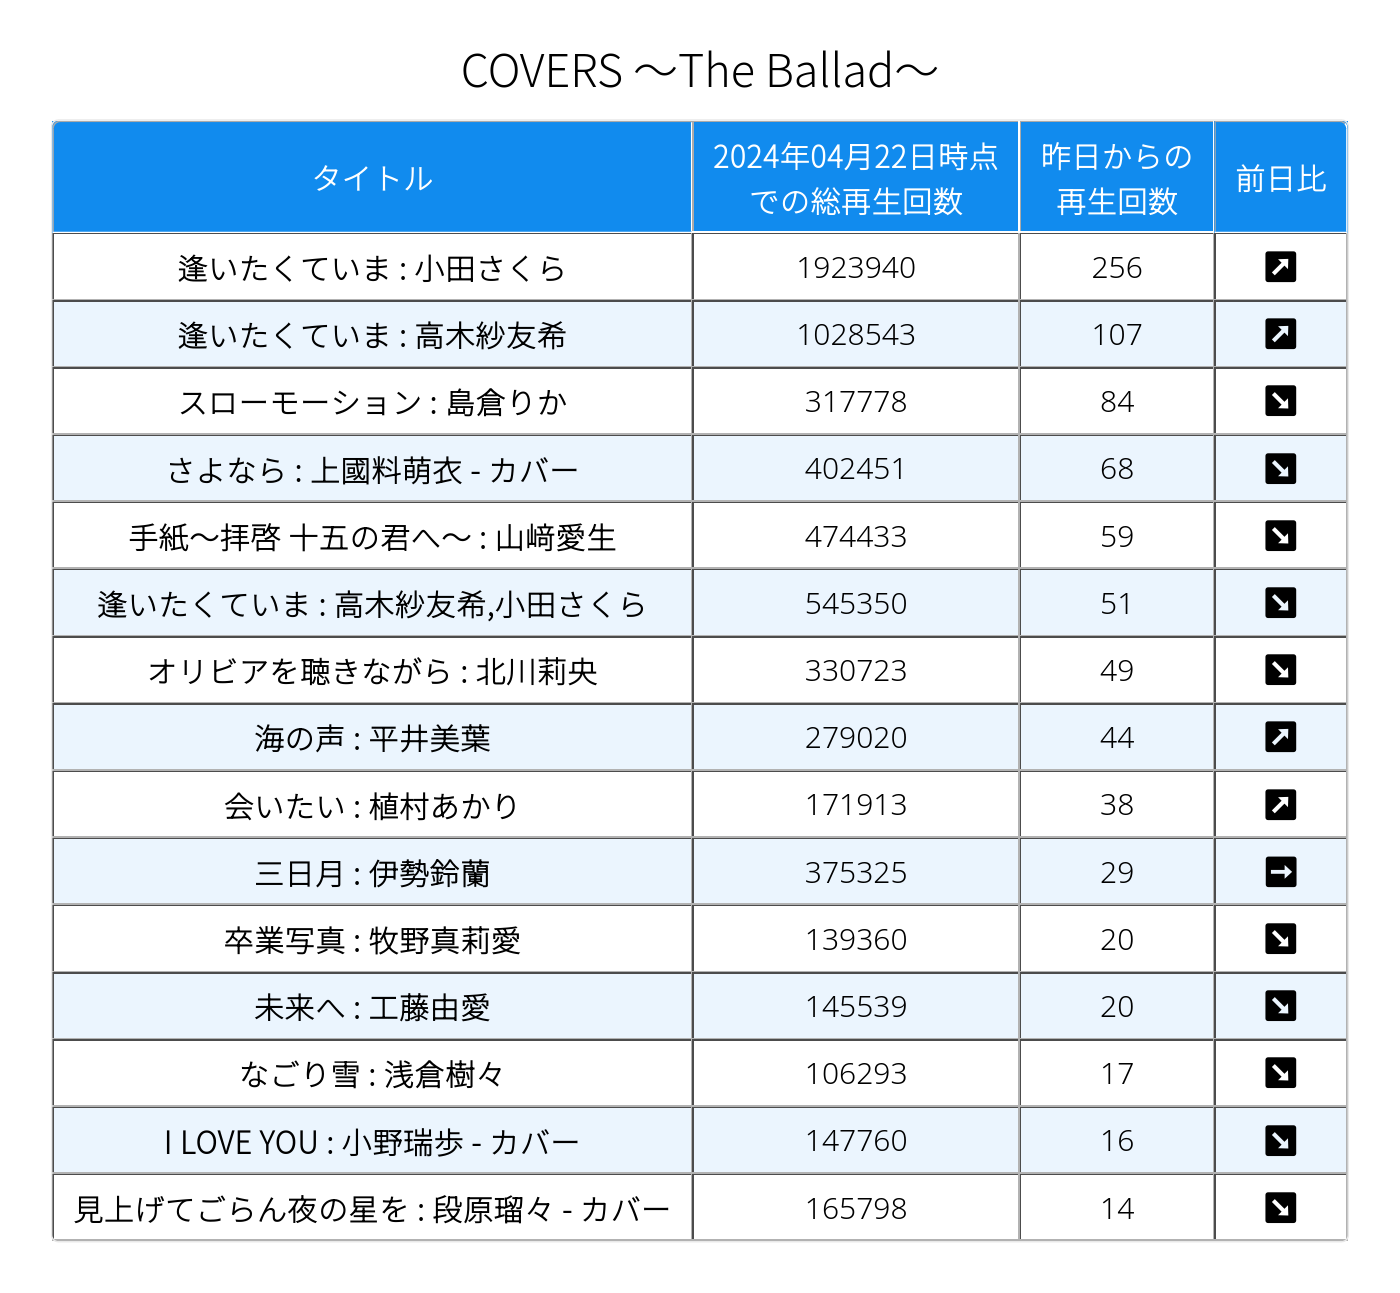 COVERS ～The Ballad～
タイトル 2024年04月22日時点 昨日からの 前日比
での総再生回数 再生回数
逢いたくていま : 小田さくら 1923940 256 ↗
逢いたくていま : 高木紗友希 1028543 107 ↗
スローモーション : 島倉りか 317778 84 ↘
さよなら : 上國料萌衣 - カバー 402451 68 ↘
手紙～拝啓 十五の君へ～ : 山﨑愛生 474433 59 ↘
逢いたくていま : 高木紗友希,小田さくら 545350 51 ↘
オリビアを聴きながら : 北川莉央 330723 49 ↘
海の声 : 平井美葉 279020 44 ↗
会いたい : 植村あかり 171913 38 ↗
三日月 : 伊勢鈴蘭 375325 29 →
卒業写真 : 牧野真莉愛 139360 20 ↘
未来へ : 工藤由愛 145539 20 ↘
なごり雪 : 浅倉樹々 106293 17 ↘
I LOVE YOU : 小野瑞歩 - カバー 147760 16 ↘
見上げてごらん夜の星を : 段原瑠々 - カバー 165798 14 ↘